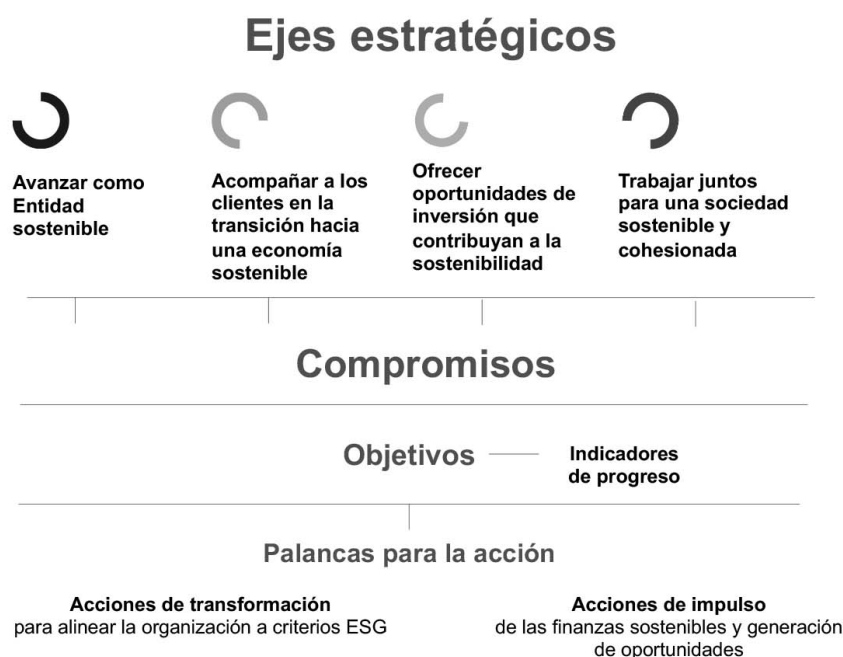 Ejes estratégicos
Avanzar como
Entidad
sostenible
Acompañar a los
clientes en la
transición hacia
una economía
sostenible
Ofrecer
oportunidades de
inversión que
contribuyan a la
sostenibilidad
Trabajar juntos
para una sociedad
sostenible y
cohesionada
Compromisos
Objetivos
Indicadores
de progreso
Palancas para la acción
Acciones de transformación
para alinear la organización a criterios ESG
Acciones de impulso
de las finanzas sostenibles y generación
de oportunidades